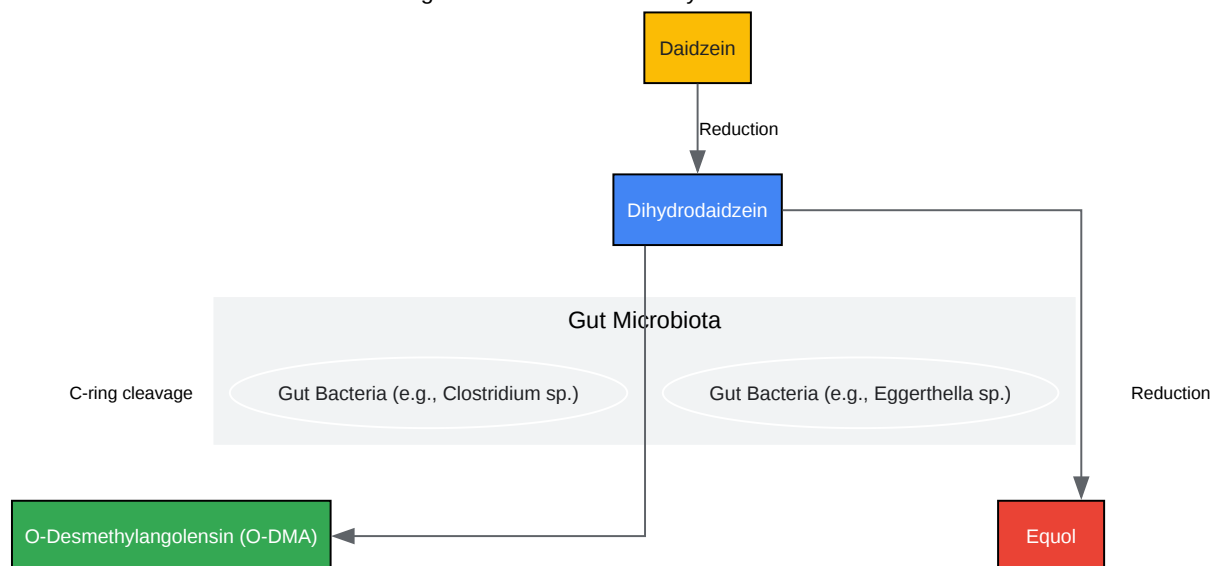 Daidzein
Reduction
Dihydrodaidzein
Gut Microbiota
C-ring cleavage
Gut Bacteria (e.g., Clostridium sp.)
Gut Bacteria (e.g., Eggerthella sp.)
Reduction
O-Desmethylangolensin (O-DMA)
Equol